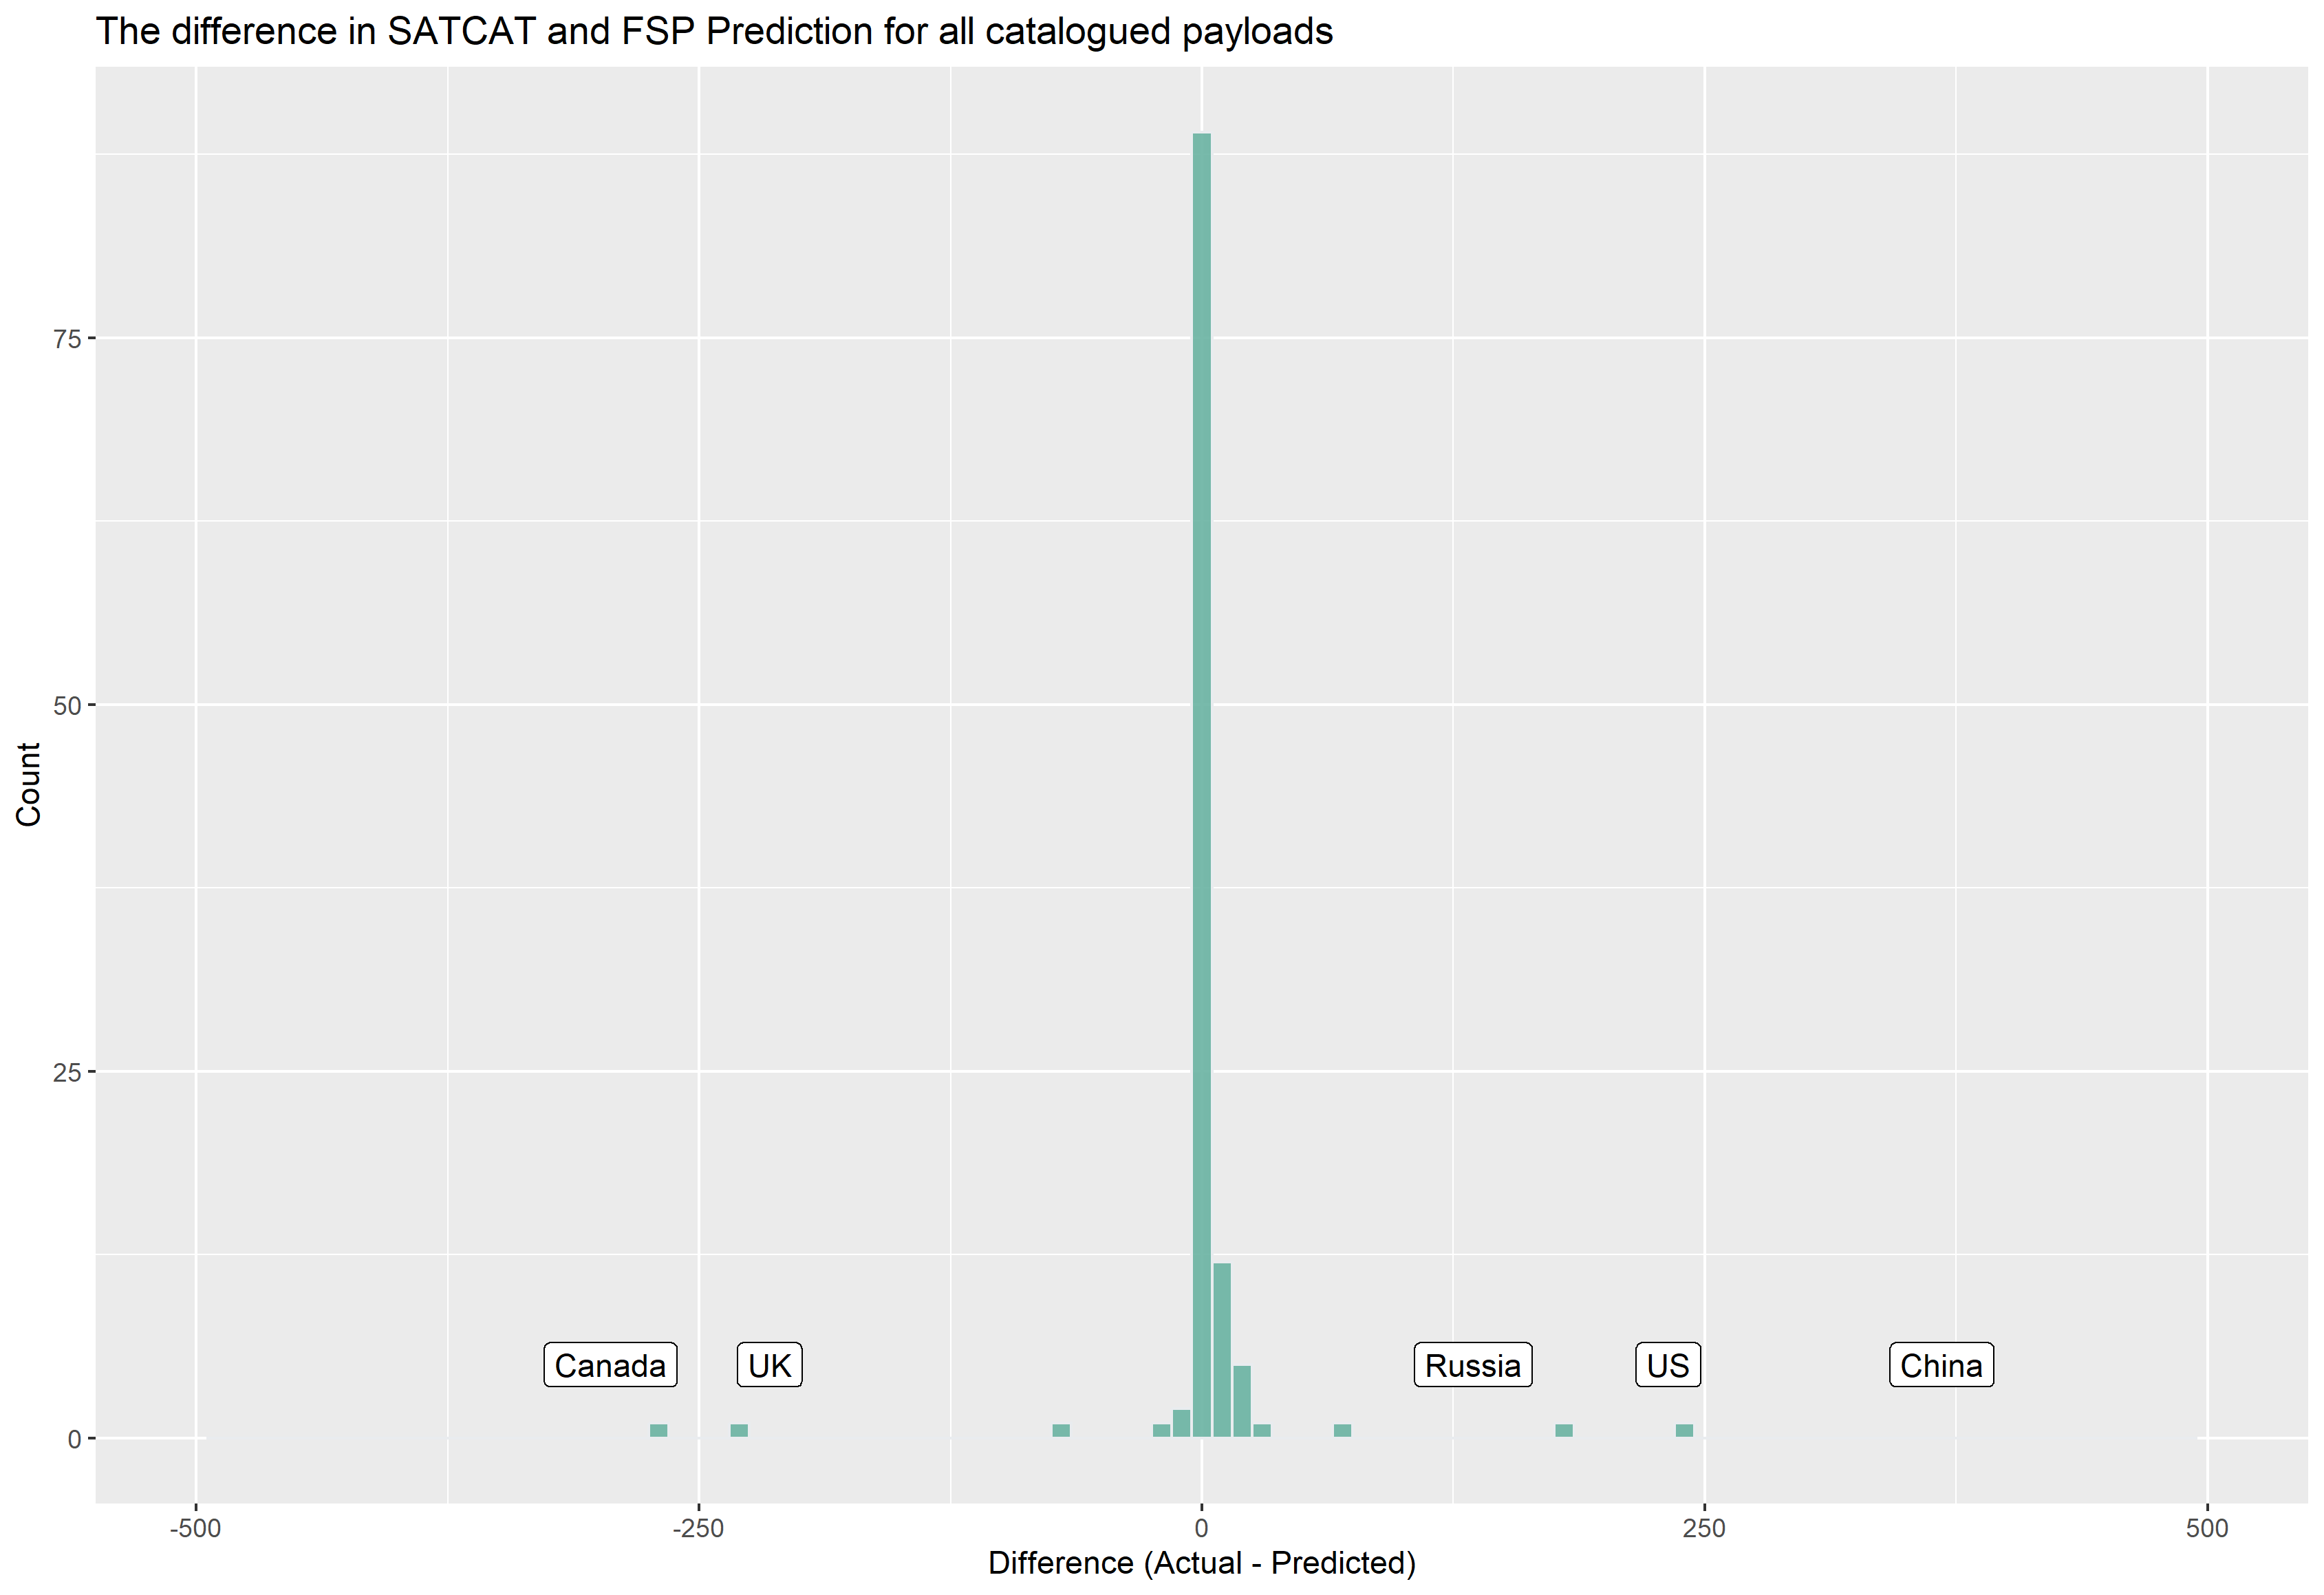 The difference in SATCAT and FSP Prediction for all catalogued payloads
75
50
25
0
Count
Canada
UK
Russia
US
China
-500
-250
0
250
500
Difference (Actual - Predicted)